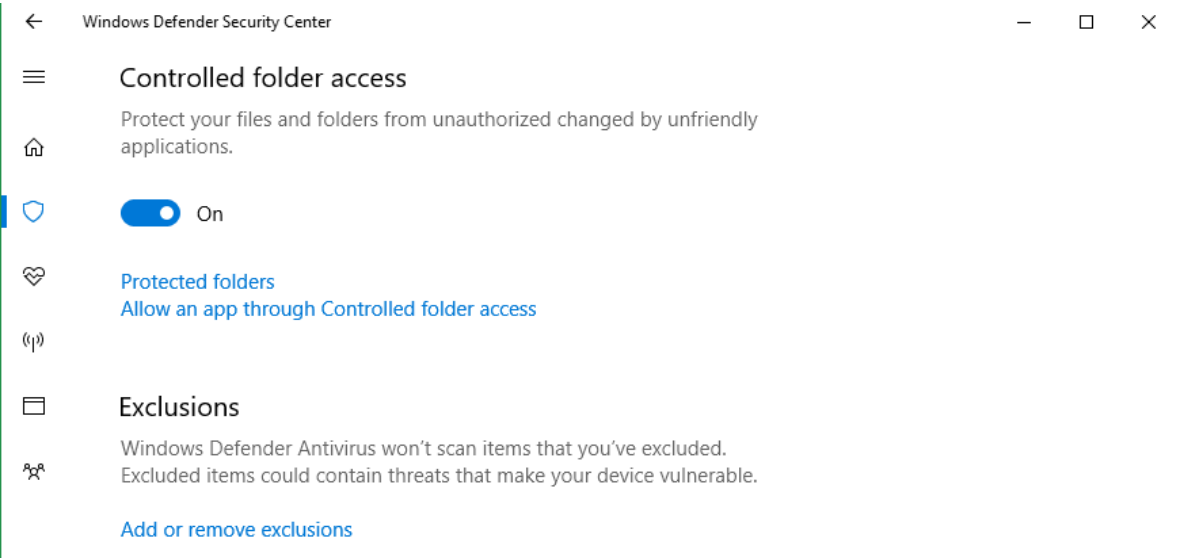 Windows Defender Security Center
Controlled folder access
Protect your files and folders from unauthorized changed by unfriendly
applications.
On
Protected folders
Allow an app through Controlled folder access
Exclusions
Windows Defender Antivirus won’t scan items that you’ve excluded.
Excluded items could contain threats that make your device vulnerable.
Add or remove exclusions